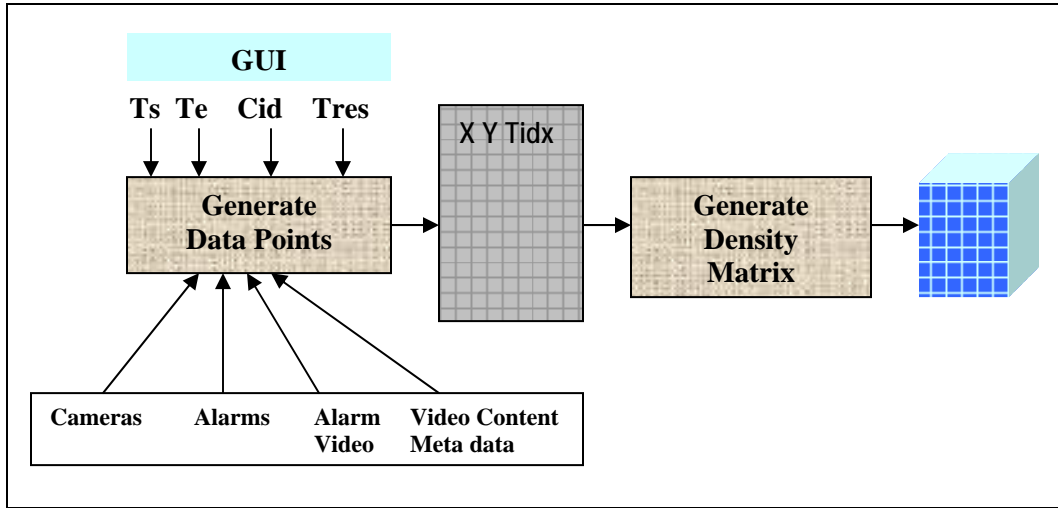 GUI
Ts Te Cid Tres
X Y Tidx
Generate
Data Points
Generate
Density
Matrix
Cameras Alarms Alarm Video Content
Video Meta data